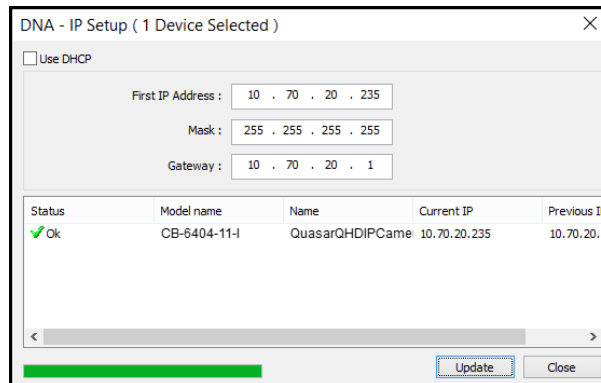 DNA - IP Setup ( 1 Device Selected )
Use DHCP
First IP Address : 10 . 70 . 20 . 235
Mask : 255 . 255 . 255 . 255
Gateway : 10 . 70 . 20 . 1
Status Model name Name Current IP Previous I
Ok CB-6404-11-I QuasarQHDIPCame 10.70.20.235 10.70.20.
Update Close